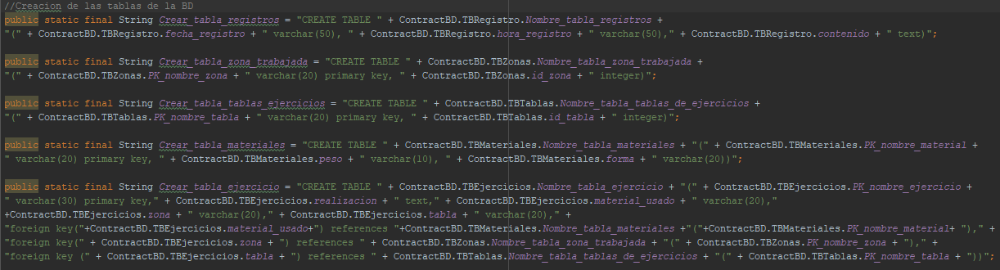 //Creacion de las tablas de la BD
public static final String Crear_tabla_registros = "CREATE TABLE " + ContractBD.TBRegistro.Nombre_tabla_registros +
"(" + ContractBD.TBRegistro.fecha_registro + " varchar(50), " + ContractBD.TBRegistro.hora_registro + " varchar(50)," + ContractBD.TBRegistro.contenido + " text)";
public static final String Crear_tabla_zona_trabajada = "CREATE TABLE " + ContractBD.TBZonas.Nombre_tabla_zona_trabajada +
"(" + ContractBD.TBZonas.PK_nombre_zona + " varchar(20) primary key, " + ContractBD.TBZonas.id_zona + " integer)";
public static final String Crear_tabla_tablas_ejercicios = "CREATE TABLE " + ContractBD.TBTablas.Nombre_tabla_tablas_de_ejercicios +
"(" + ContractBD.TBTablas.PK_nombre_tabla + " varchar(20) primary key, " + ContractBD.TBTablas.id_tabla + " integer)";
public static final String Crear_tabla_materiales = "CREATE TABLE " + ContractBD.TBMateriales.Nombre_tabla_materiales + "(" + ContractBD.TBMateriales.PK_nombre_material +
" varchar(20) primary key, " + ContractBD.TBMateriales.peso + " varchar(10), " + ContractBD.TBMateriales.forma + " varchar(20))";
public static final String Crear_tabla_ejercicio = "CREATE TABLE " + ContractBD.TBEjercicios.Nombre_tabla_ejercicio + "(" + ContractBD.TBEjercicios.PK_nombre_ejercicio +
" varchar(30) primary key," + ContractBD.TBEjercicios.realizacion + " text," + ContractBD.TBEjercicios.material_usado + " varchar(20),"
+ContractBD.TBEjercicios.zona + " varchar(20)," + ContractBD.TBEjercicios.tabla + " varchar(20)," +
"foreign key("+ContractBD.TBEjercicios.material_usado+") references "+ContractBD.TBMateriales.Nombre_tabla_materiales +"("+ContractBD.TBMateriales.PK_nombre_material+ ")," +
"foreign key(" + ContractBD.TBEjercicios.zona + ") references " + ContractBD.TBZonas.Nombre_tabla_zona_trabajada + "(" + ContractBD.TBZonas.PK_nombre_zona + ")," +
"foreign key (" + ContractBD.TBEjercicios.tabla + ") references " + ContractBD.TBTablas.Nombre_tabla_tablas_de_ejercicios + "(" + ContractBD.TBTablas.PK_nombre_tabla + "))";